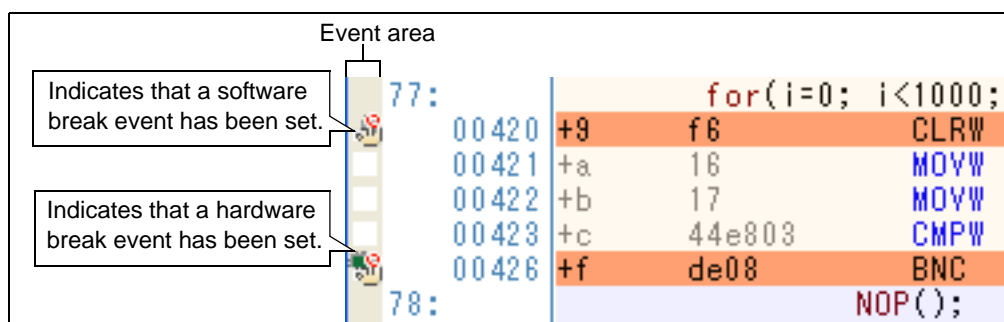 Event area
Indicates that a software
break event has been set.
Indicates that a hardware
break event has been set.
77: for(i=0; i<1000;
00420 +9 f6 CLRW
00421 +a 16 MOVW
00422 +b 17 MOVW
00423 +c 44e803 CMPW
00426 +f de08 BNC
78: NOP();